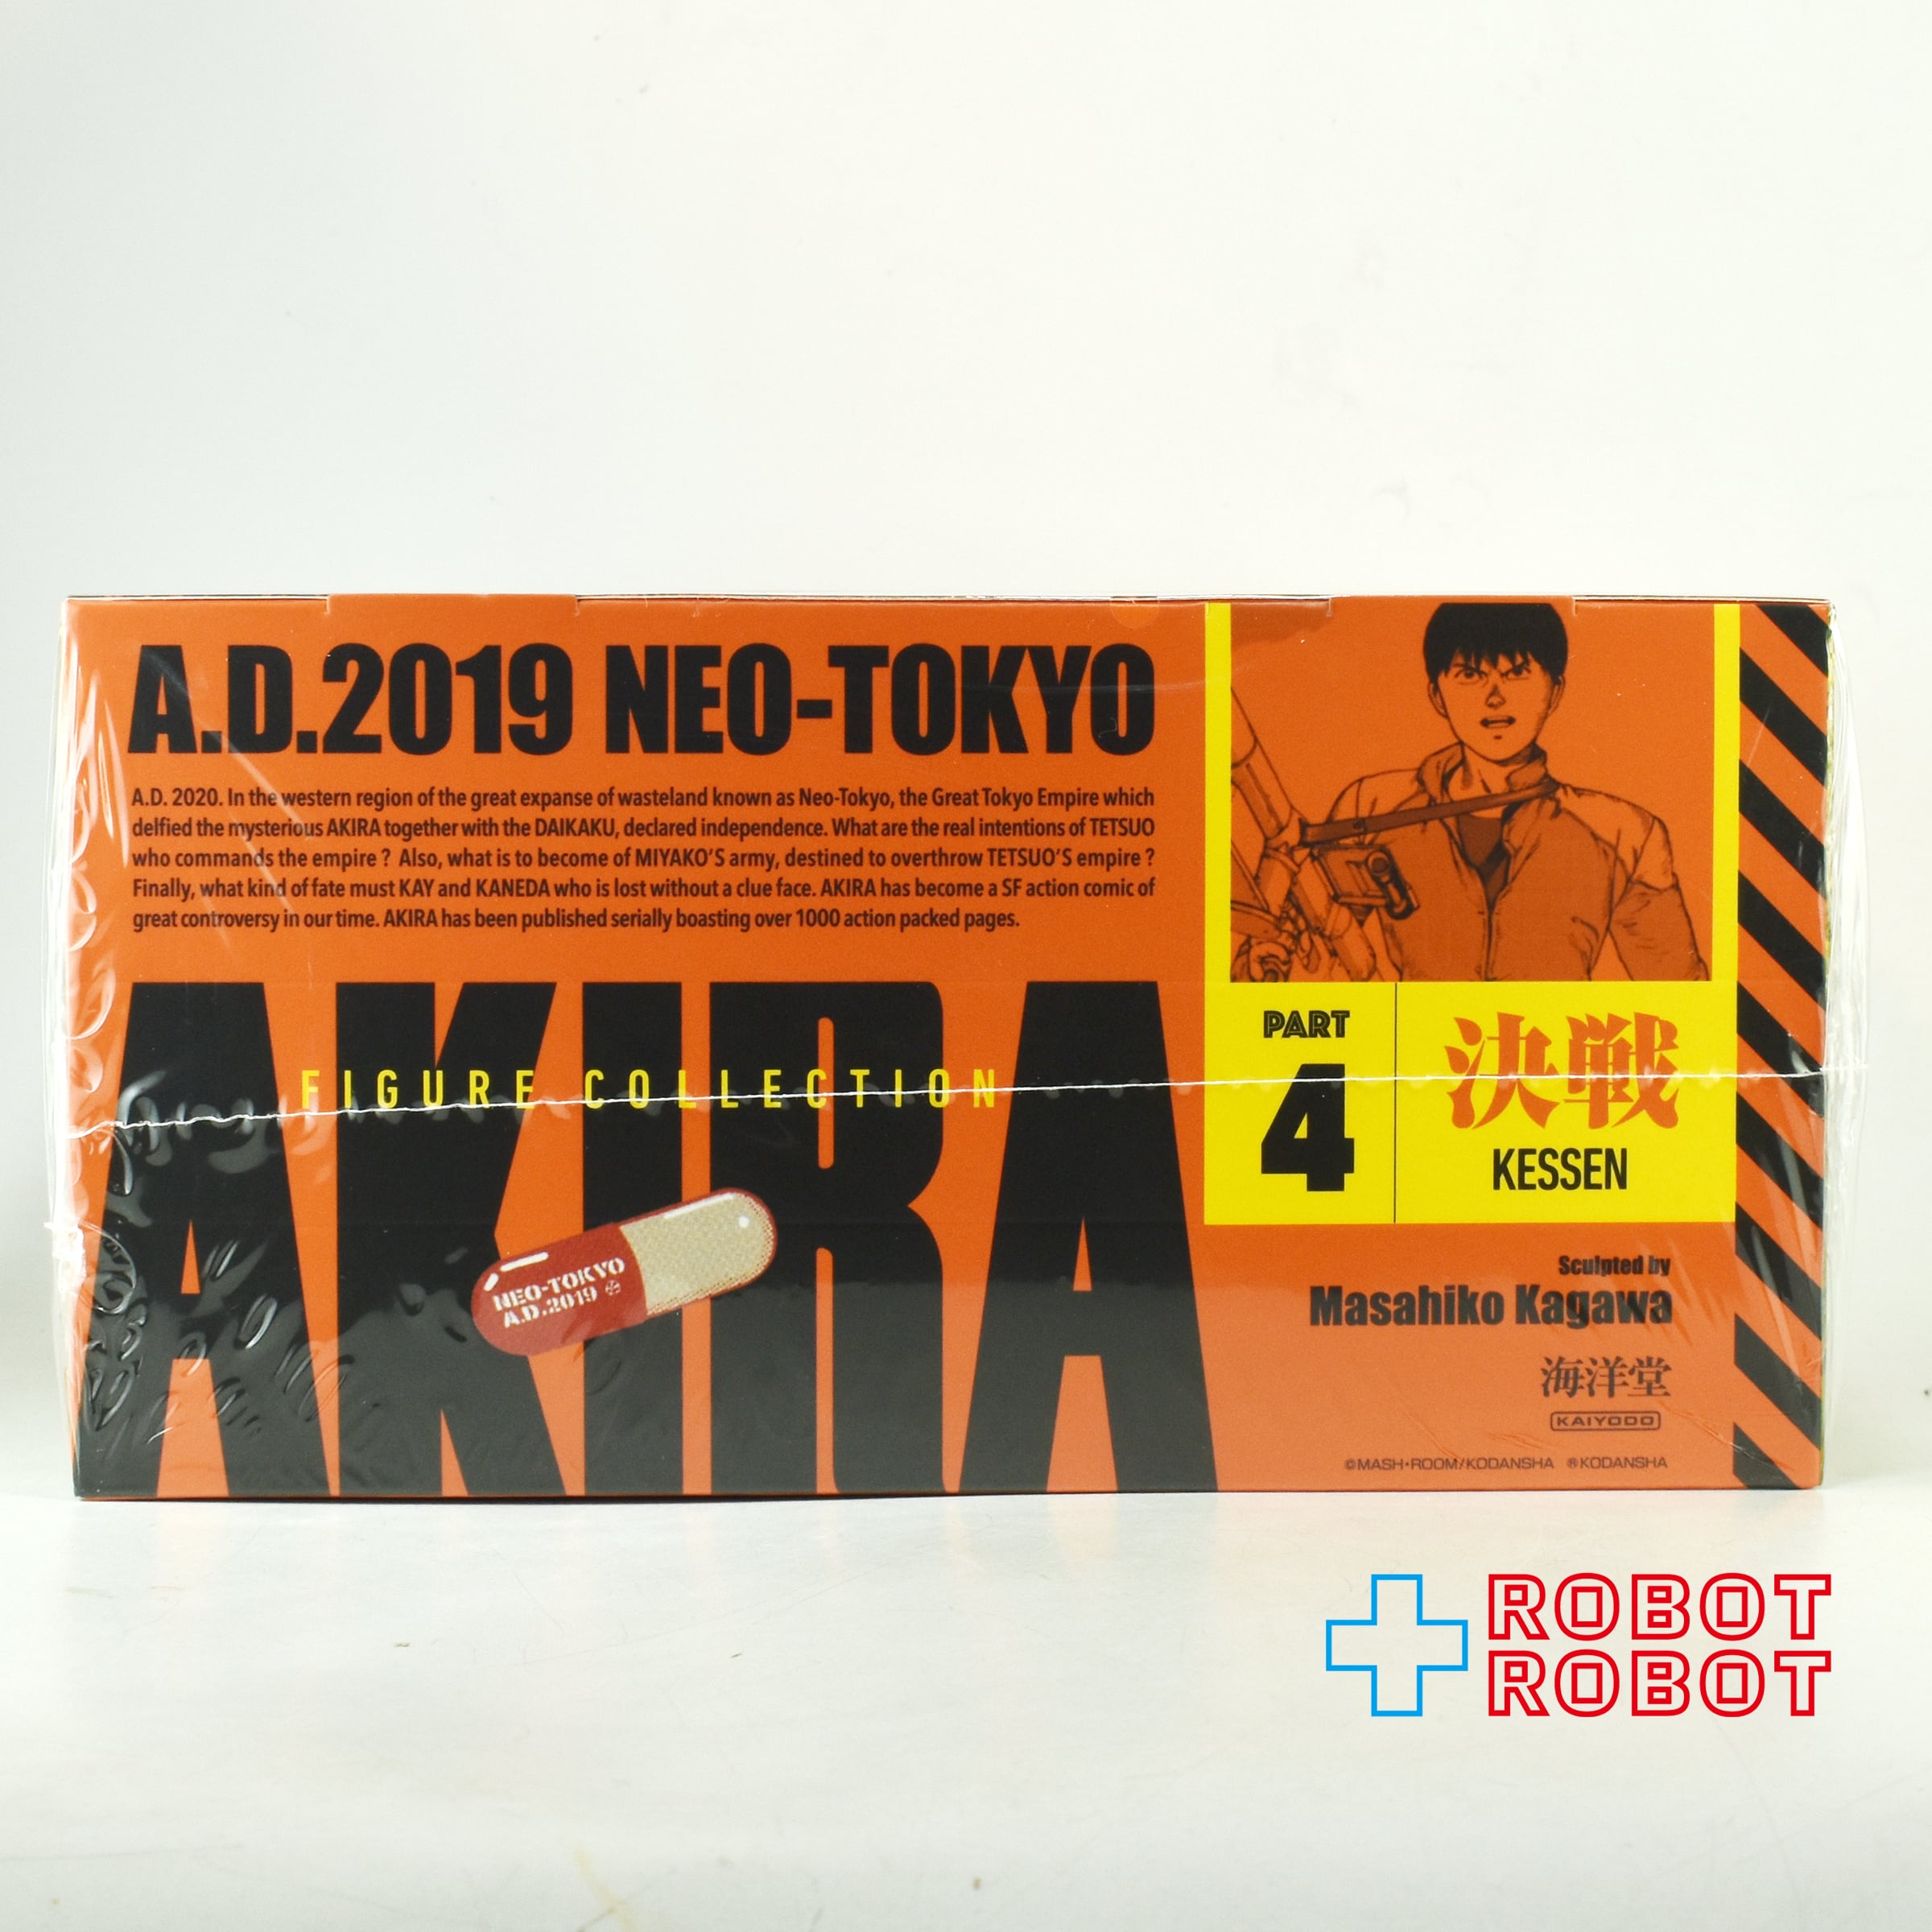 A.D.2019 NEO-TOKYO
A.D. 2020. In the western region of the great expanse of wasteland known as Neo-Tokyo, the Great Tokyo Empire which
delfied the mysterious AKIRA together with the DAIKAKU, declared independence. What are the real intentions of TETSUO
who commands the empire ? Also, what is to become of MIYAKO'S army, destined to overthrow TETSUO'S empire ?
Finally, what kind of fate must KAY and KANEDA who is lost without a clue face. AKIRA has become a SF action comic of
great controversy in our time. AKIRA has been published serially boasting over 1000 action packed pages.
AKIRA
FIGURE COLLECTION
NEO-TOKYO
A.D.2019
PART
4
決戦
KESSEN
Sculpted by
Masahiko Kagawa
海洋堂
KAIYODO
©MASH・ROOM/KODANSHA ®KODANSHA
ROBOT
ROBOT